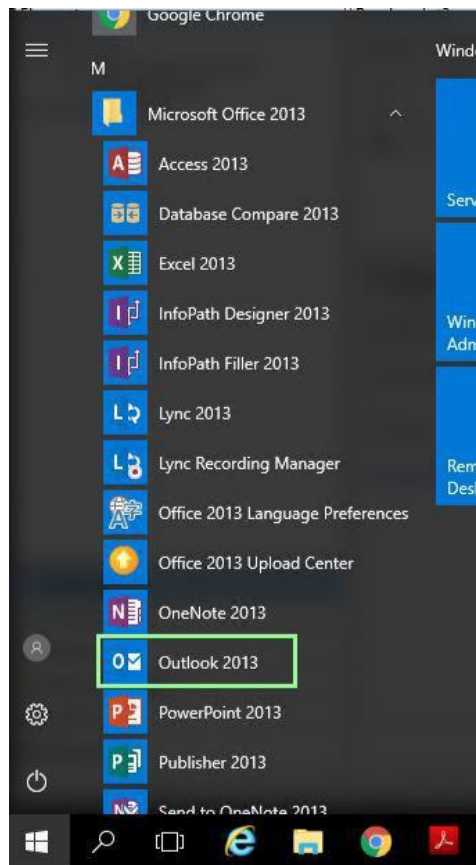 Google Chrome
M
Microsoft Office 2013
Access 2013
Database Compare 2013
Excel 2013
InfoPath Designer 2013
InfoPath Filler 2013
Lync 2013
Lync Recording Manager
Office 2013 Language Preferences
Office 2013 Upload Center
OneNote 2013
Outlook 2013
PowerPoint 2013
Publisher 2013
Send to OneNote 2013
Wind
Serv
Win
Adm
Rem
Desk